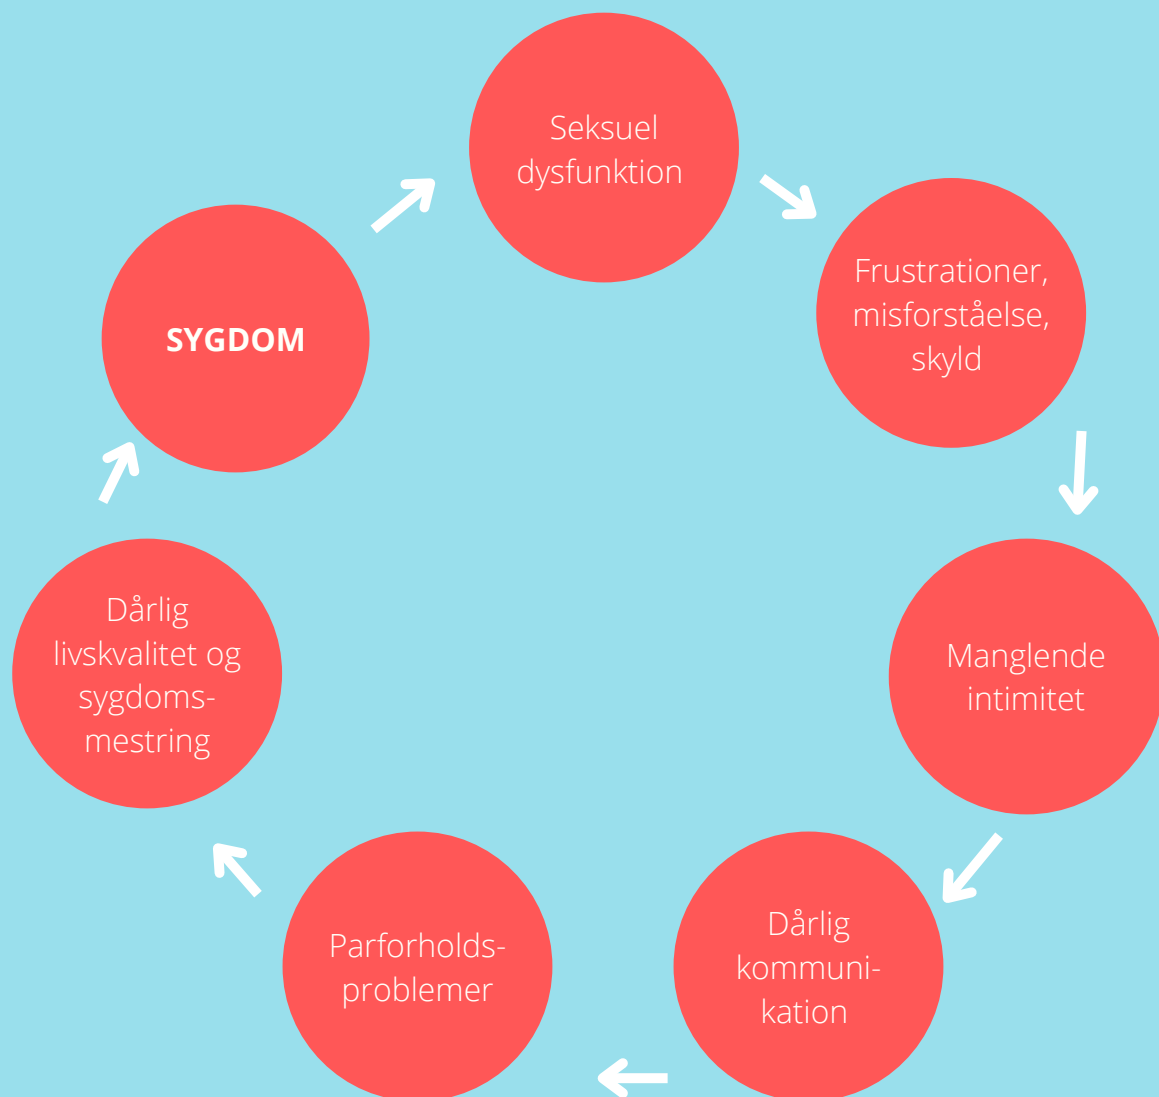 Seksuel
dysfunktion
Frustrationer,
misforståelse,
skyld
Manglende
intimitet
Dårlig
kommuni-
kation
Parforholds-
problemer
Dårlig
livskvalitet og
sygdoms-
mestring
SYGDOM